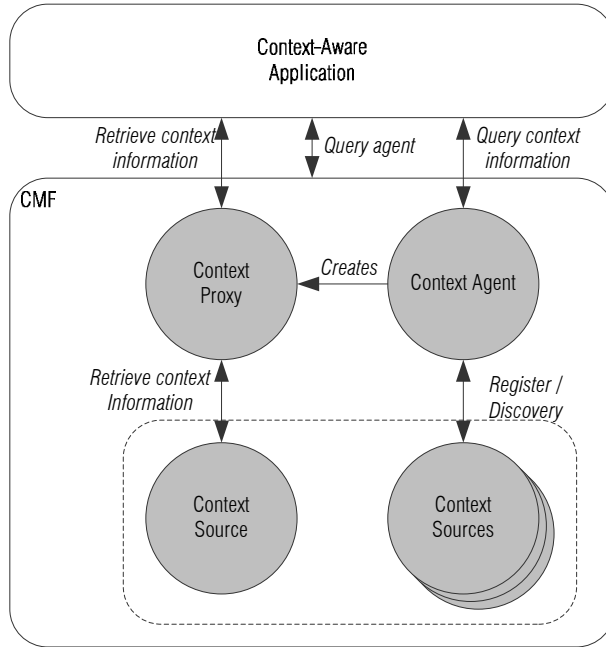 Context-Aware
Application
Retrieve context
information
Query agent
Query context
information
CMF
Context
Proxy
Creates
Context Agent
Retrieve context
Information
Register /
Discovery
Context
Source
Context
Sources